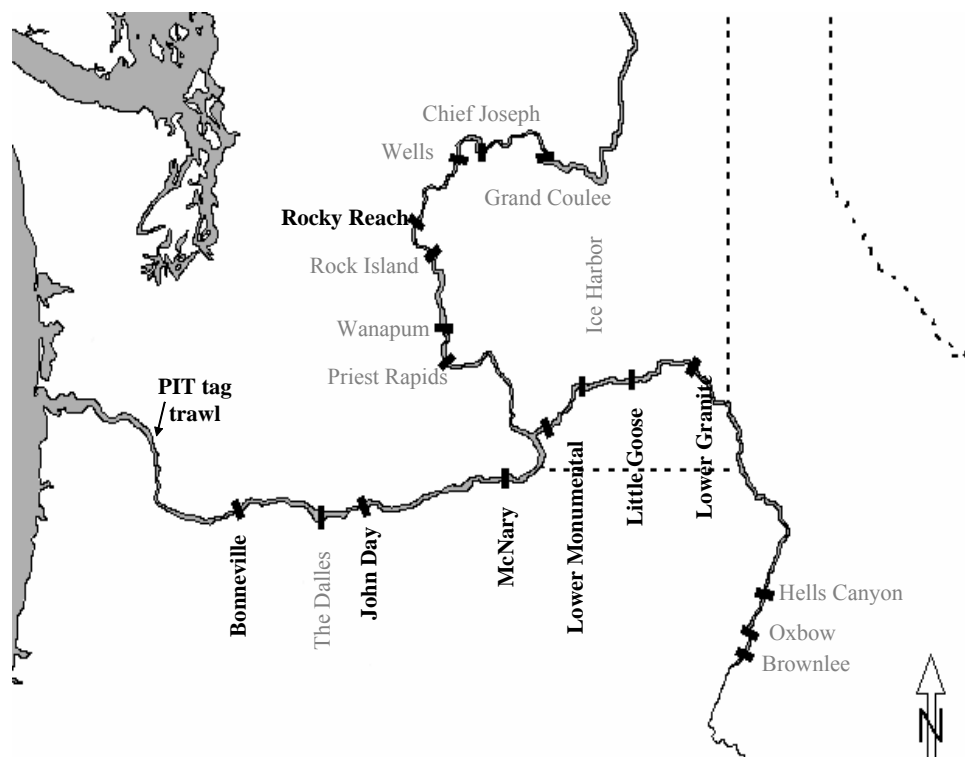 Chief Joseph
Wells
Grand Coulee
Rocky Reach
Rock Island
Ice Harbor
Wanapum
Priest Rapids
PIT tag
trawl
Bonneville
The Dalles
John Day
McNary
Lower Monumental
Little Goose
Lower Granite
Hells Canyon
Oxbow
Brownlee
N